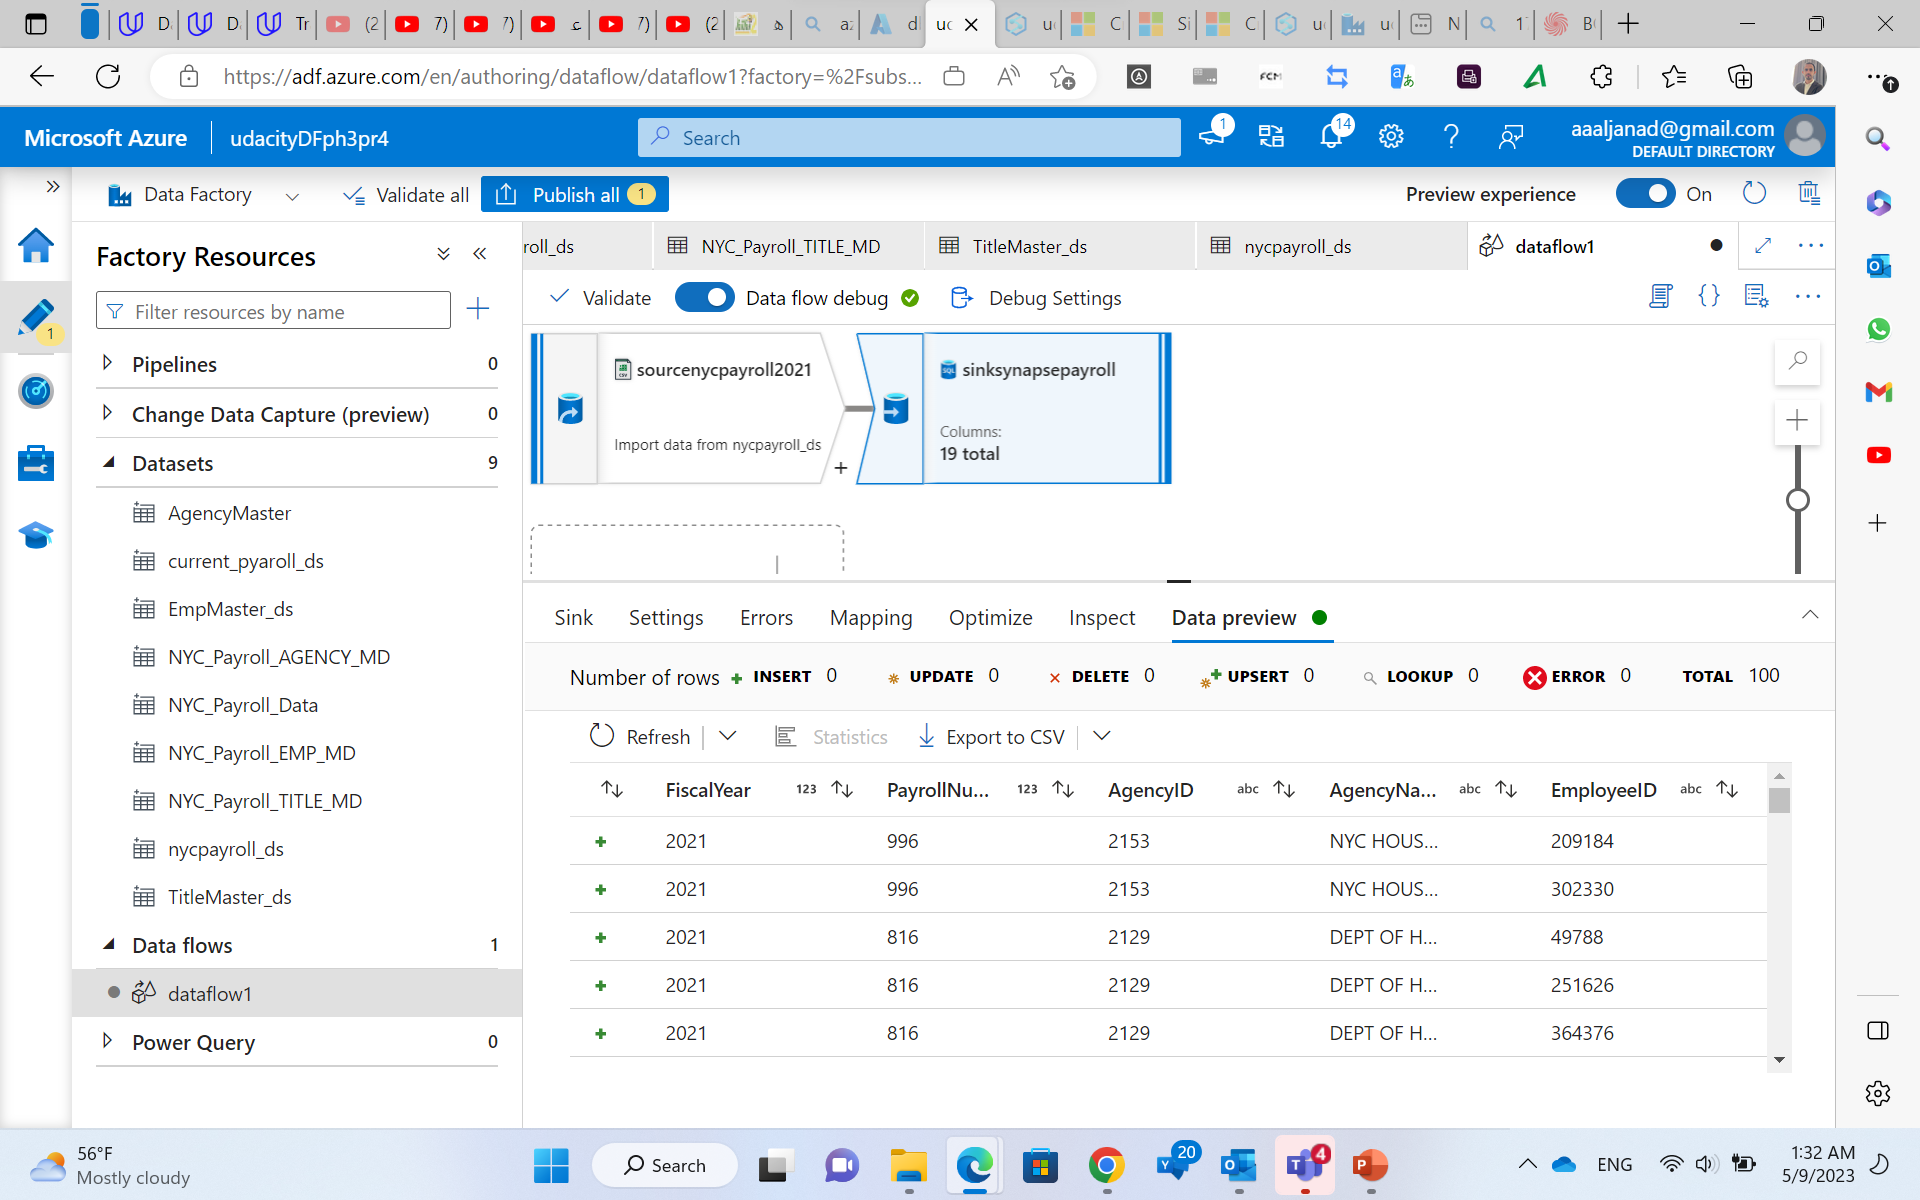 https://adf.azure.com/en/authoring/dataflow/dataflow1?factory=%2Fsubs...
Microsoft Azure
udacityDFph3pr4
Search
1
14
aaaljanad@gmail.com
DEFAULT DIRECTORY
Data Factory
Validate all
Publish all
1
Preview experience
On
Factory Resources
Filter resources by name
1
Pipelines 0
Change Data Capture (preview) 0
Datasets 9
AgencyMaster
current_pyaroll_ds
EmpMaster_ds
NYC_Payroll_AGENCY_MD
NYC_Payroll_Data
NYC_Payroll_EMP_MD
NYC_Payroll_TITLE_MD
nycpayroll_ds
TitleMaster_ds
Data flows 1
dataflow1
Power Query 0
roll_ds
NYC_Payroll_TITLE_MD
TitleMaster_ds
nycpayroll_ds
dataflow1
Validate
Data flow debug
Debug Settings
sourcenycpayroll2021
Import data from nycpayroll_ds
sinksynapsepayroll
Columns:
19 total
Sink
Settings
Errors
Mapping
Optimize
Inspect
Data preview
Number of rows
INSERT 0
UPDATE 0
DELETE 0
UPSERT 0
LOOKUP 0
ERROR 0
TOTAL 100
Refresh
Statistics
Export to CSV
FiscalYear 123 PayrollNu... 123 AgencyID abc AgencyNa... abc EmployeeID abc
2021 996 2153 NYC HOUS... 209184
2021 996 2153 NYC HOUS... 302330
2021 816 2129 DEPT OF H... 49788
2021 816 2129 DEPT OF H... 251626
2021 816 2129 DEPT OF H... 364376
56°F
Mostly cloudy
Search
20
4
ENG
1:32 AM
5/9/2023